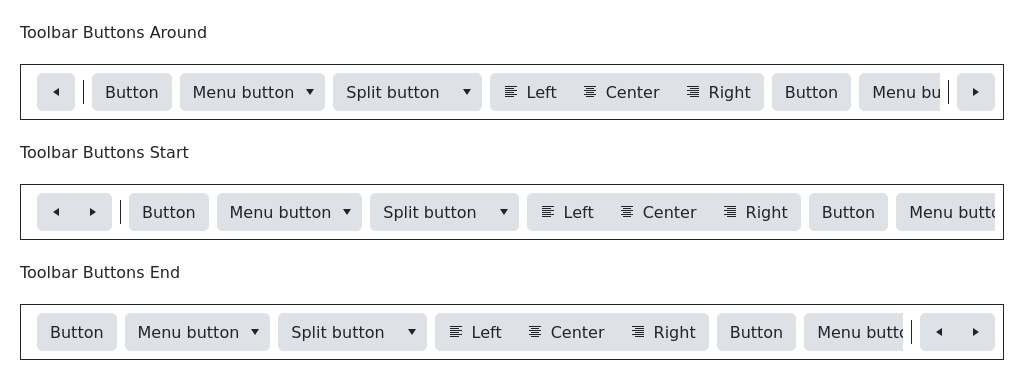 Toolbar Buttons Around
Button Menu button Split button Left Center Right Button Menu bu
Toolbar Buttons Start
Button Menu button Split button Left Center Right Button Menu butto
Toolbar Buttons End
Button Menu button Split button Left Center Right Button Menu butto